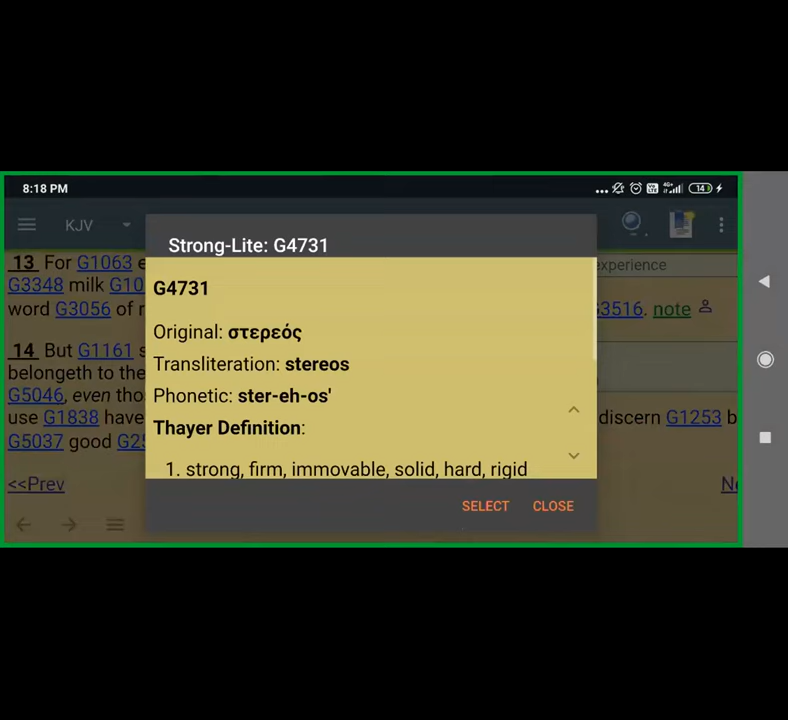 8:18 PM
14
KJV
Strong-Lite: G4731
experience
13 For G1063
G4731
G3348 milk G10
word G3056 of
G3516. note
Original: στερεός
14 But G1161
Transliteration: stereos
belongeth to the
G5046, even tho
Phonetic: ster-eh-os'
use G1838 have
discern G1253 b
Thayer Definition:
G5037 good G25
1. strong, firm, immovable, solid, hard, rigid
<<Prev
SELECT CLOSE